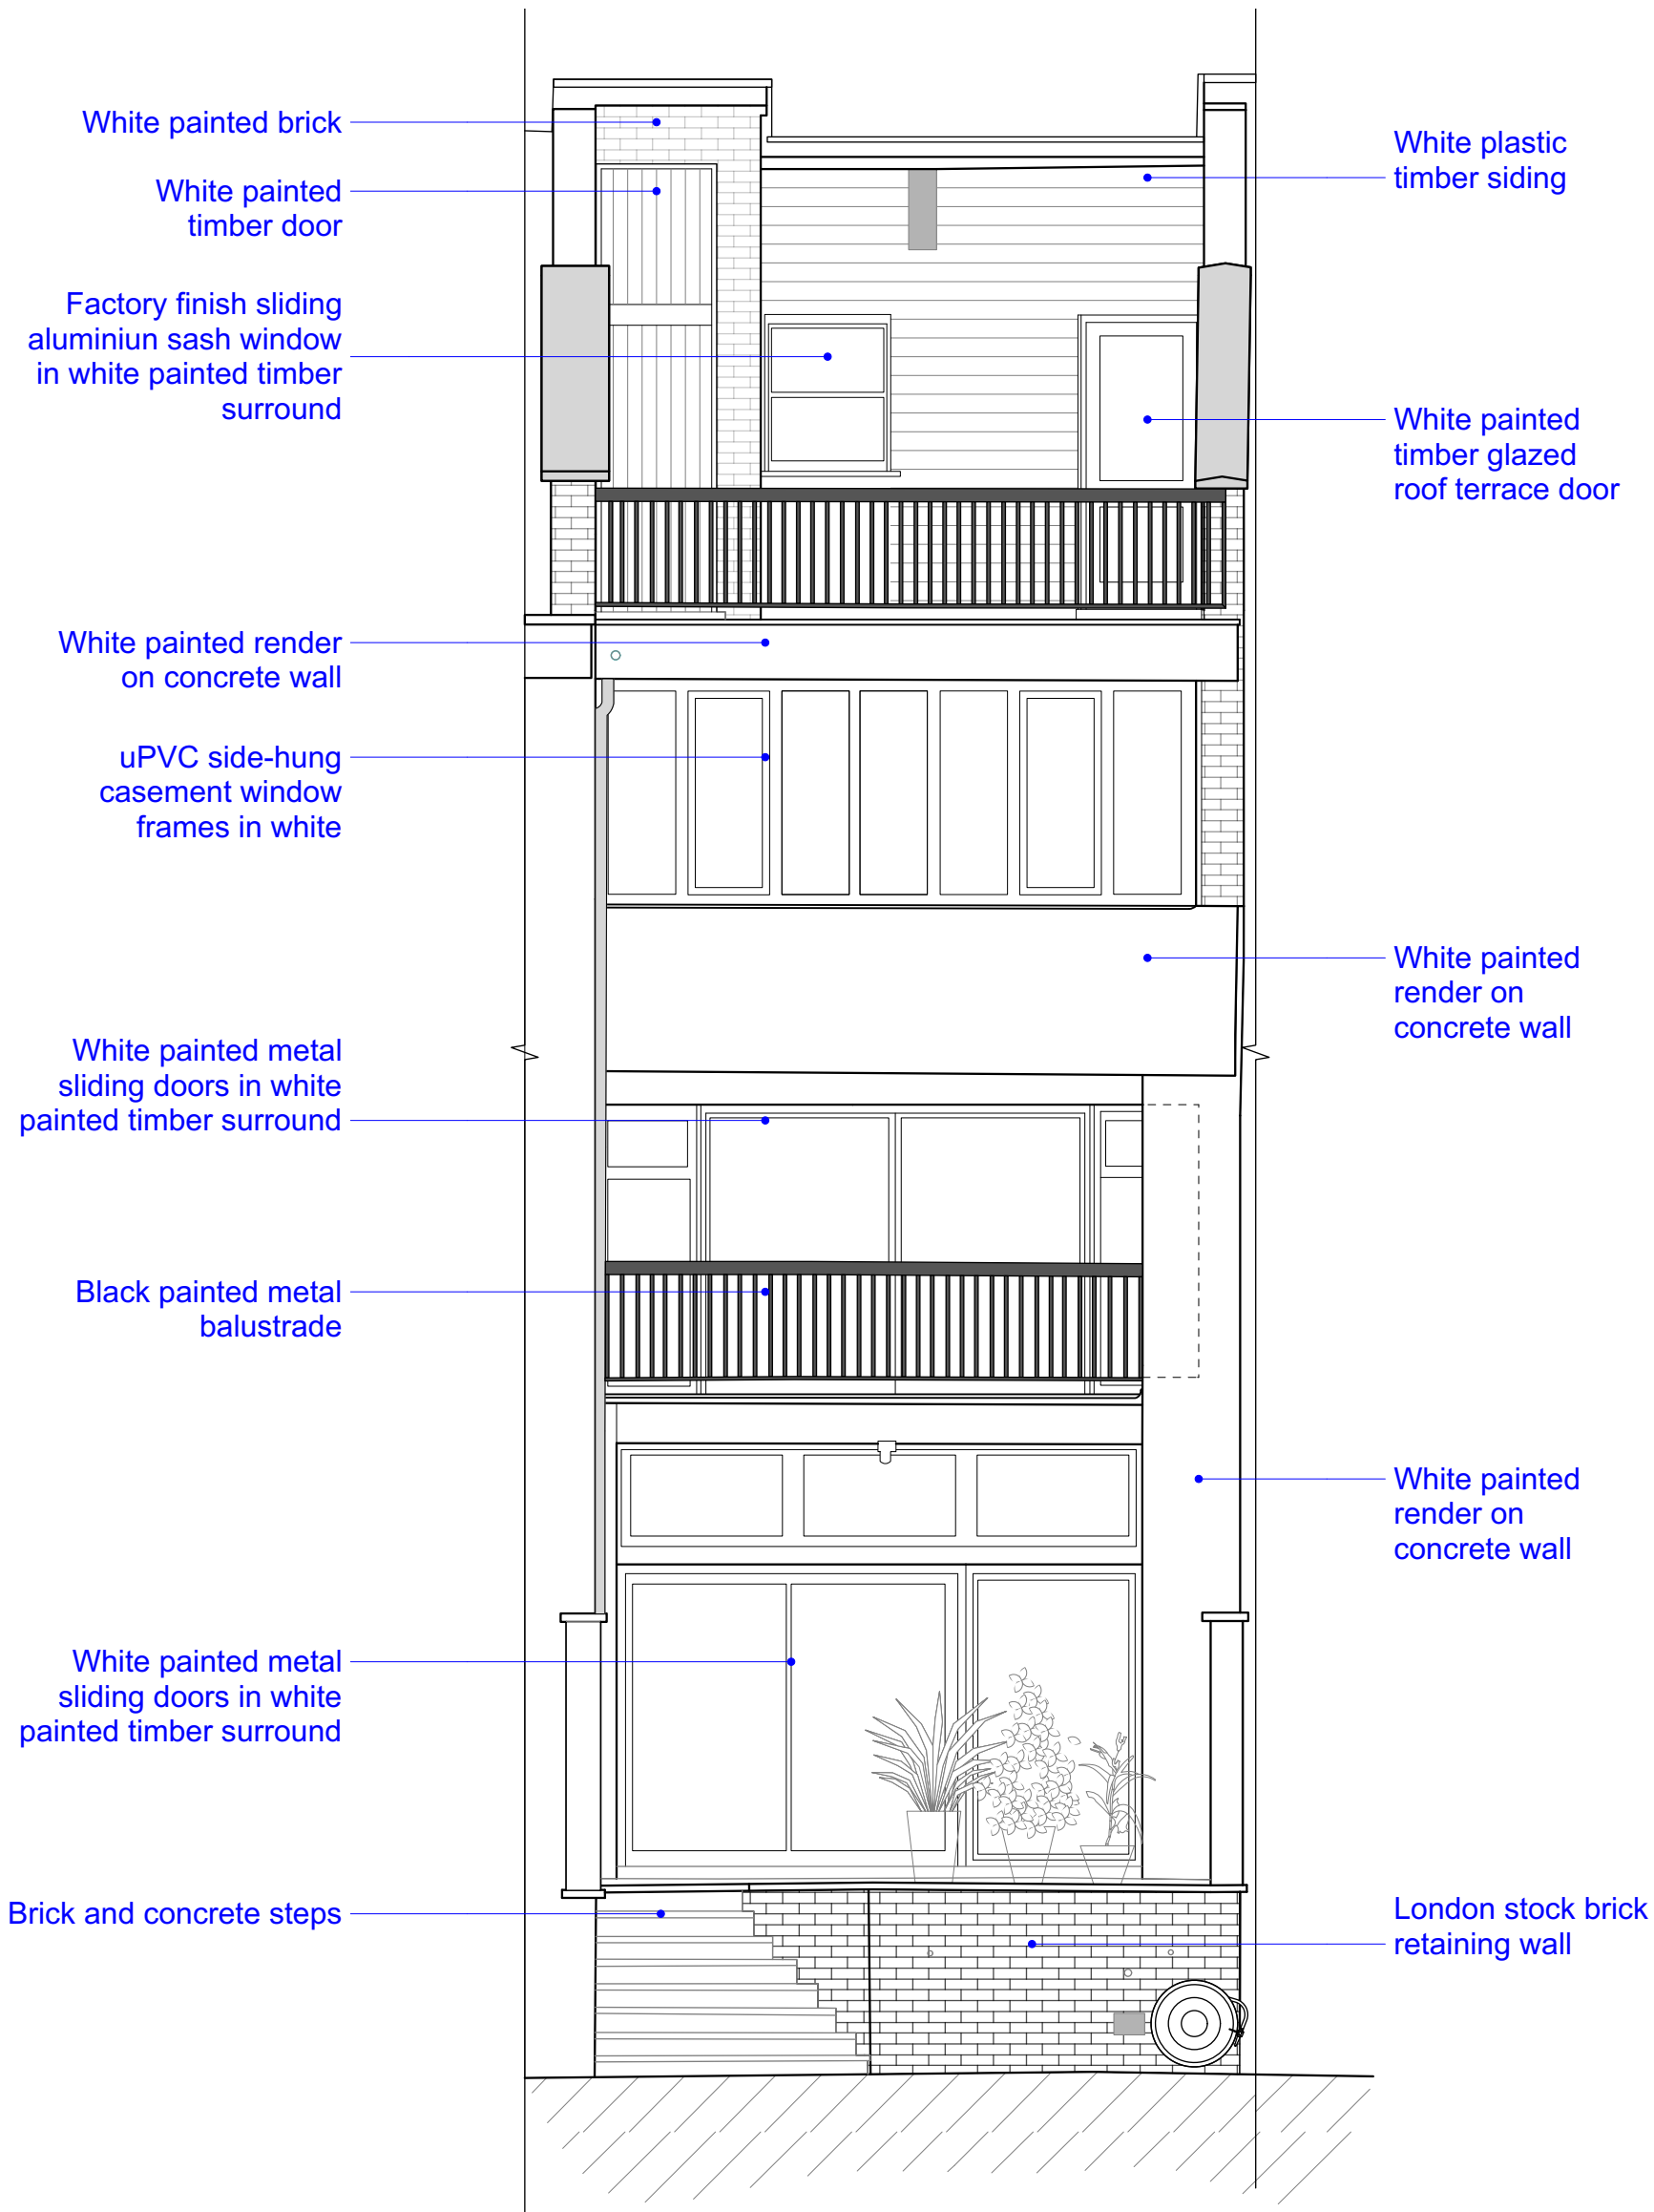 White painted brick
White painted
timber door
Factory finish sliding
aluminiun sash window
in white painted timber
surround
White painted render
on concrete wall
uPVC side-hung
casement window
frames in white
White painted metal
sliding doors in white
painted timber surround
Black painted metal
balustrade
White painted metal
sliding doors in white
painted timber surround
Brick and concrete steps
White plastic
timber siding
White painted
timber glazed
roof terrace door
White painted
render on
concrete wall
White painted
render on
concrete wall
London stock brick
retaining wall